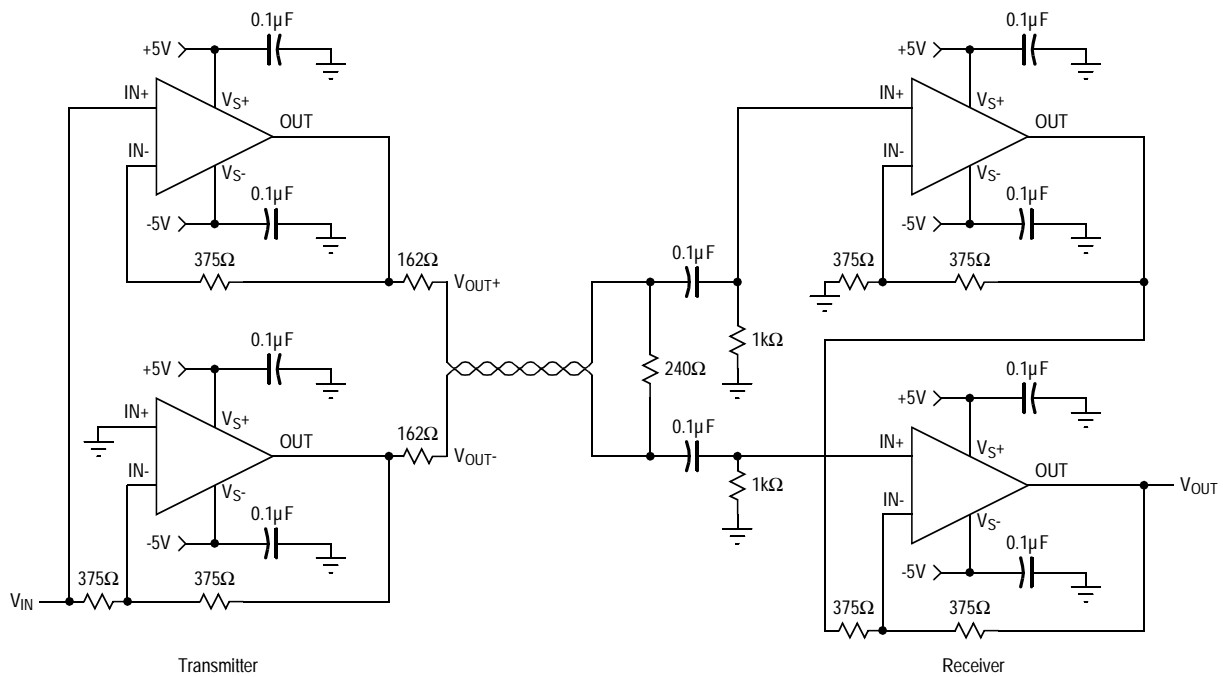 0.1µF
+5V
IN+
VS+
OUT
IN-
VS-
0.1µF
-5V
375Ω
162Ω
VOUT+
0.1µF
+5V
IN+
VS+
OUT
IN-
VS-
162Ω
VOUT-
0.1µF
-5V
375Ω
375Ω
VIN
Transmitter
240Ω
0.1µF
1kΩ
0.1µF
1kΩ
0.1µF
+5V
IN+
VS+
OUT
IN-
VS-
0.1µF
-5V
375Ω
375Ω
0.1µF
+5V
IN+
VS+
OUT
VOUT
IN-
VS-
0.1µF
-5V
375Ω
375Ω
Receiver